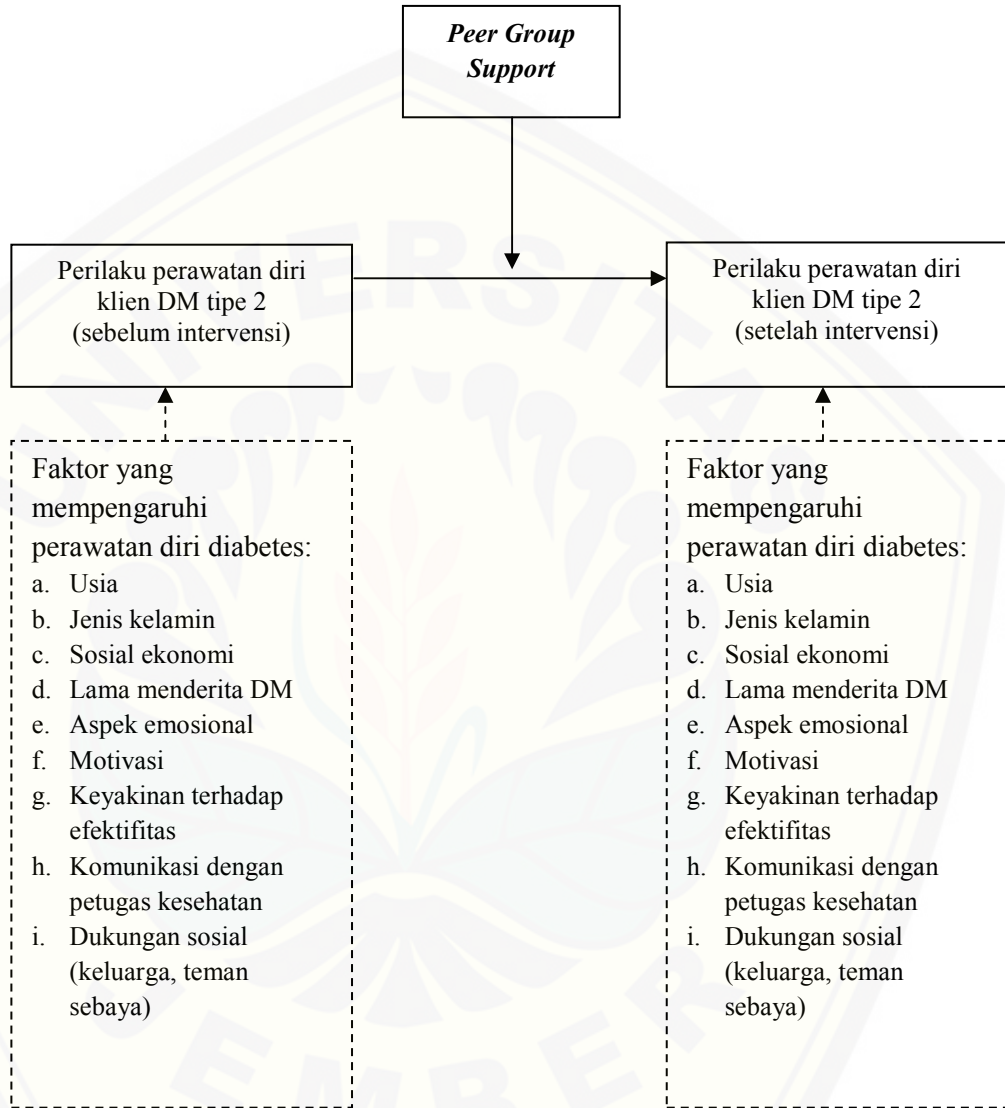 Peer Group
Support
Perilaku perawatan diri
klien DM tipe 2
(sebelum intervensi)
Perilaku perawatan diri
klien DM tipe 2
(setelah intervensi)
Faktor yang
mempengaruhi
perawatan diri diabetes:
a. Usia
b. Jenis kelamin
c. Sosial ekonomi
d. Lama menderita DM
e. Aspek emosional
f. Motivasi
g. Keyakinan terhadap
efektifitas
h. Komunikasi dengan
petugas kesehatan
i. Dukungan sosial
(keluarga, teman
sebaya)
Faktor yang
mempengaruhi
perawatan diri diabetes:
a. Usia
b. Jenis kelamin
c. Sosial ekonomi
d. Lama menderita DM
e. Aspek emosional
f. Motivasi
g. Keyakinan terhadap
efektifitas
h. Komunikasi dengan
petugas kesehatan
i. Dukungan sosial
(keluarga, teman
sebaya)
UNIVERSITAS
JEMBER